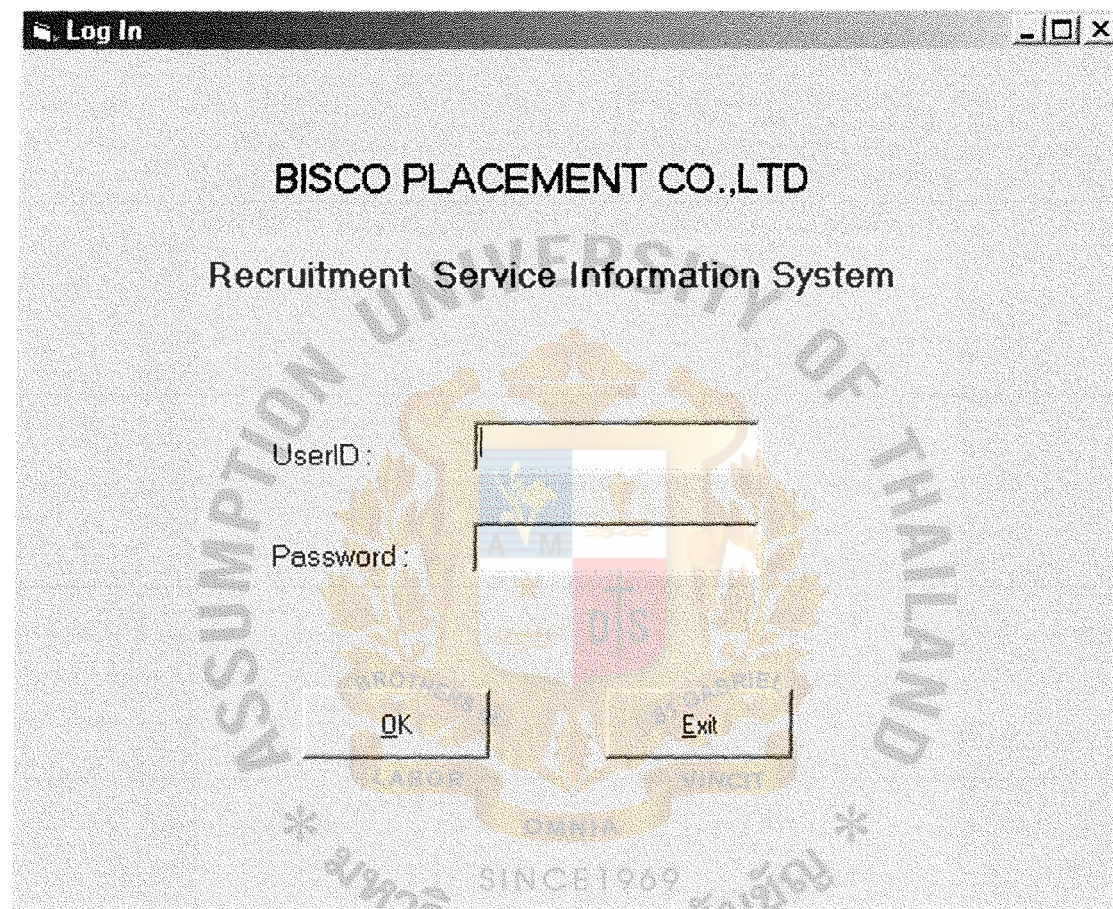 Log In
BISCO PLACEMENT CO.,LTD
Recruitment Service Information System
UserID :
Password :
OK
Exit
ASSUMPTION UNIVERSITY OF THAILAND
A M
D S
BROTHERS OF ST GABRIEL
LABOR
VINCIT
OMNIA
SINCE1969